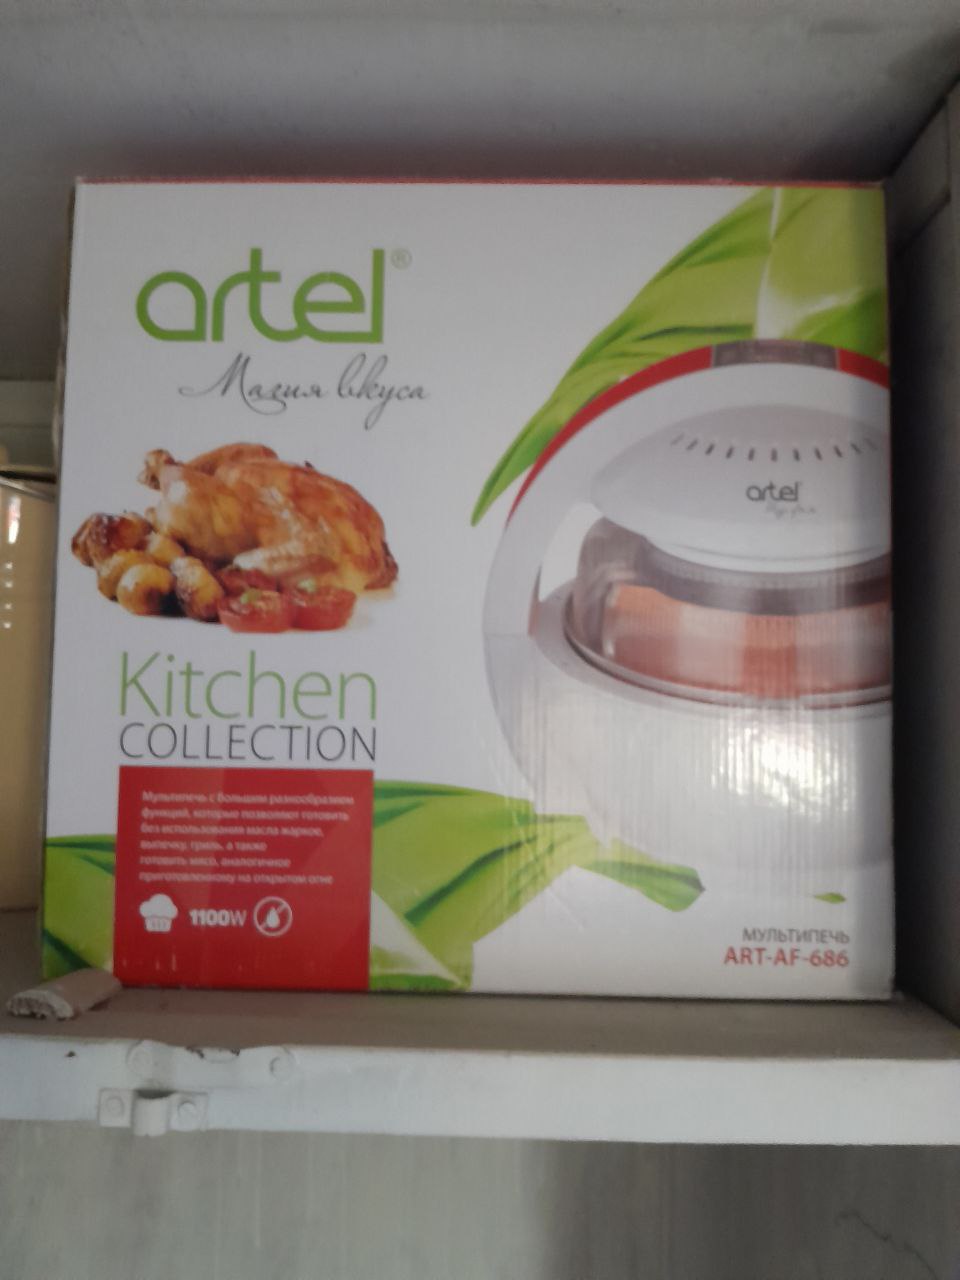 artel®
Магия вкуса
artel
Kitchen
COLLECTION
Мультипечь с большим разнообразием
функций, которые позволяют готовить
без использования масла жаркое,
выпечку, гриль, а также
готовить мясо, аналогичное
приготовленному на открытом огне
1100W
МУЛЬТИПЕЧЬ
ART-AF-686